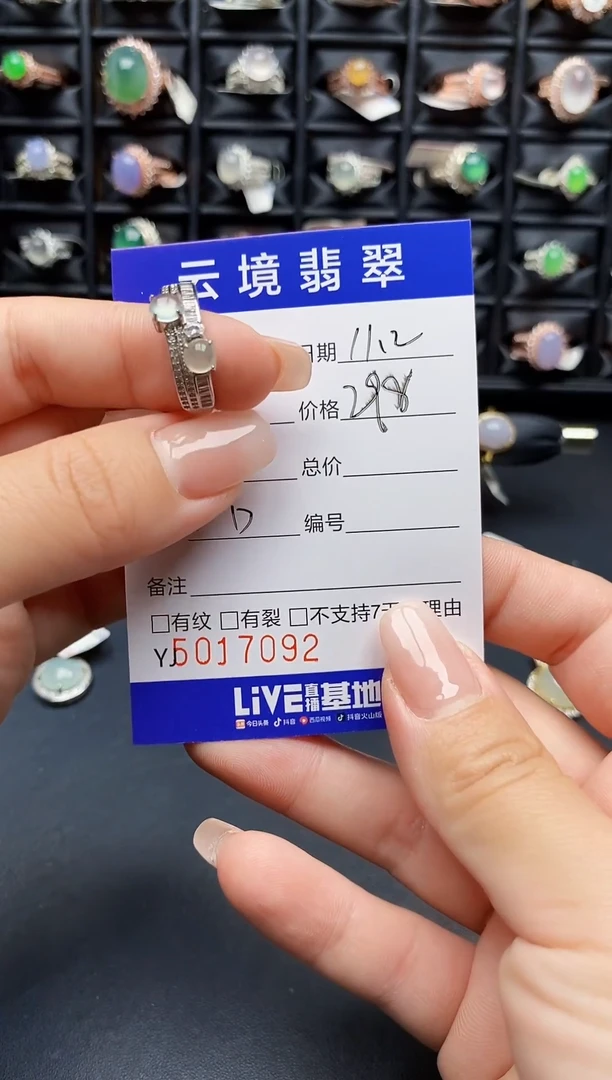 云境翡翠
日期 11.12
价格 298
总价
D 编号
备注
□有纹 □有裂 □不支持7天 理由
YJ5017092
LiVE直播基地
今日头条 抖音 西瓜视频 抖音火山版